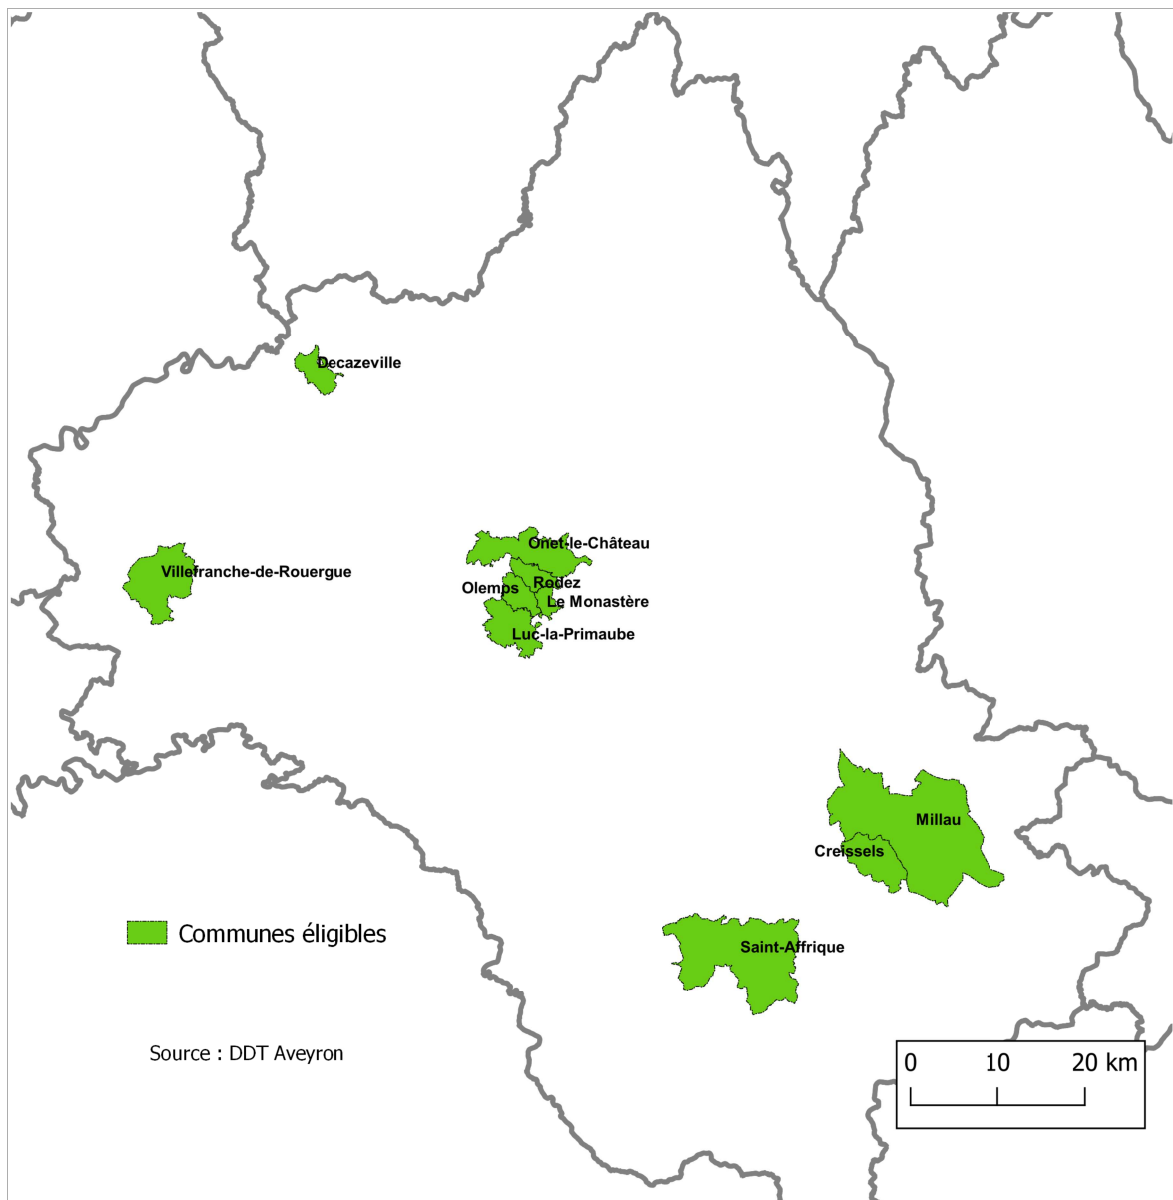 Decazeville
Onet-le-Château
Villefranche-de-Rouergue
Rodez
Olemps
Le Monastère
Luc-la-Primaube
Millau
Creissels
Communes éligibles
Saint-Affrique
Source : DDT Aveyron
0 10 20 km